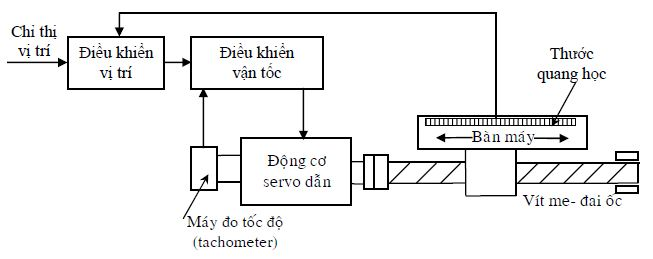 Chỉ thị
vị trí
Điều khiển
vị trí
Điều khiển
vận tốc
Thước
quang học
Bàn máy
Động cơ
servo dẫn
Vít me- đai ốc
Máy đo tốc độ
(tachometer)